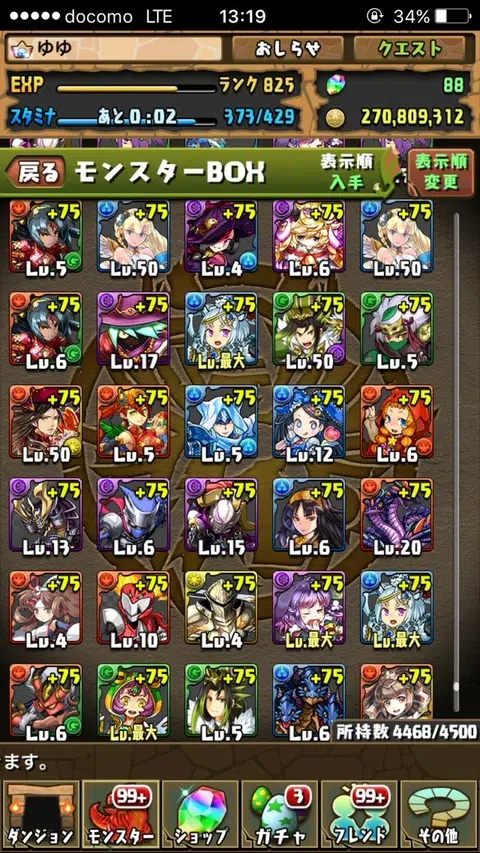 ●●●●● docomo LTE 13:19 34%
ゆゆ おしらせ クエスト
EXP ランク 825 88
スタミナ あと0:02 373/429 270,809,312
戻る モンスターBOX 表示順 入手 表示順 変更
+75 +75 +75 +75 +75
Lv.5 Lv.50 Lv.4 Lv.6 Lv.50
+75 +75 +75 +75 +75
Lv.6 Lv.17 Lv.最大 Lv.50 Lv.5
+75 +75 +75 +75 +75
Lv.50 Lv.5 Lv.5 Lv.12 Lv.6
+75 +75 +75 +75 +75
Lv.13 Lv.6 Lv.15 Lv.6 Lv.20
+75 +75 +75 +75 +75
Lv.4 Lv.10 Lv.4 Lv.最大 Lv.最大
+75 +75 +75 +75 +75
Lv.6 Lv.最大 Lv.5 Lv.6
所持数 4468/4500
ます。
99+ 3 99+
ダンジョン モンスター ショップ ガチャ フレンド その他